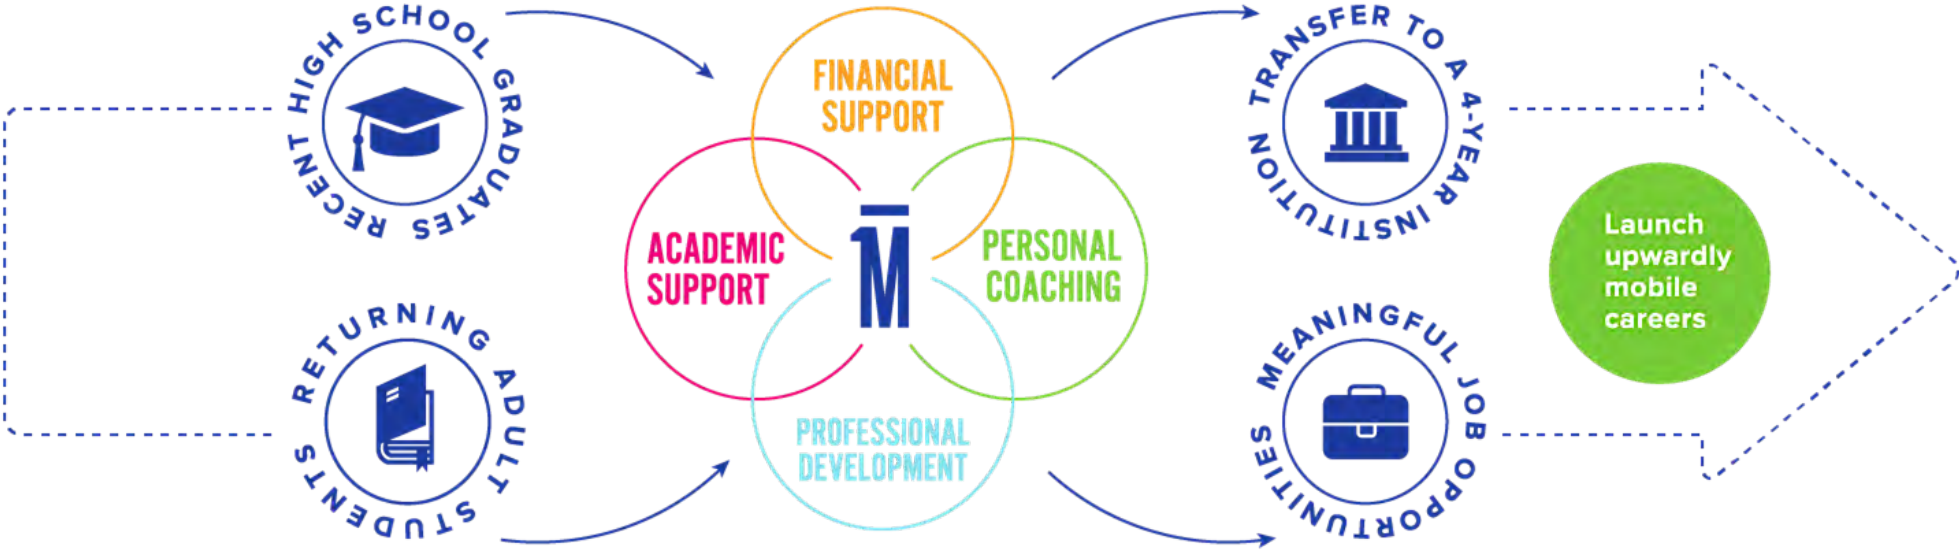 RECENT HIGH SCHOOL GRADUATES
RETURNING ADULT STUDENTS
FINANCIAL
SUPPORT
ACADEMIC
SUPPORT
1M
PERSONAL
COACHING
PROFESSIONAL
DEVELOPMENT
TRANSFER TO A 4-YEAR INSTITUTION
MEANINGFUL JOB OPPORTUNITIES
Launch
upwardly
mobile
careers